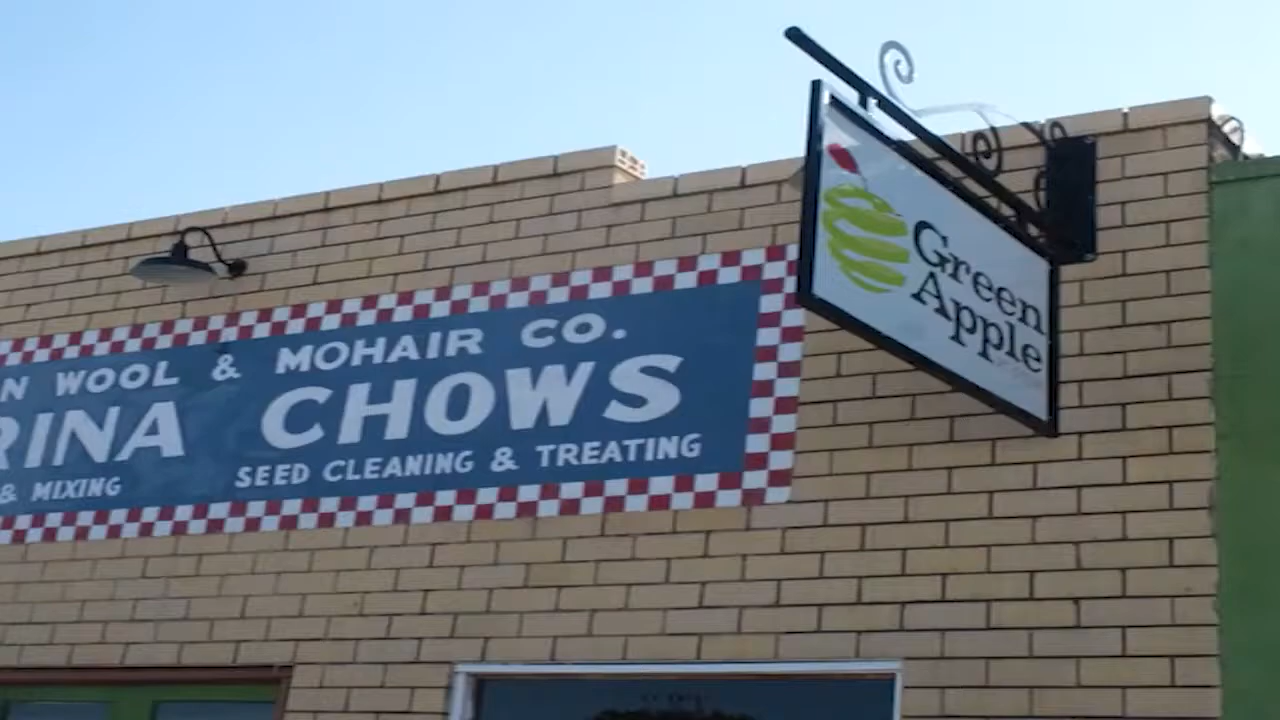 N WOOL & MOHAIR CO.
RINA CHOWS
& MIXING SEED CLEANING & TREATING
Green
Apple